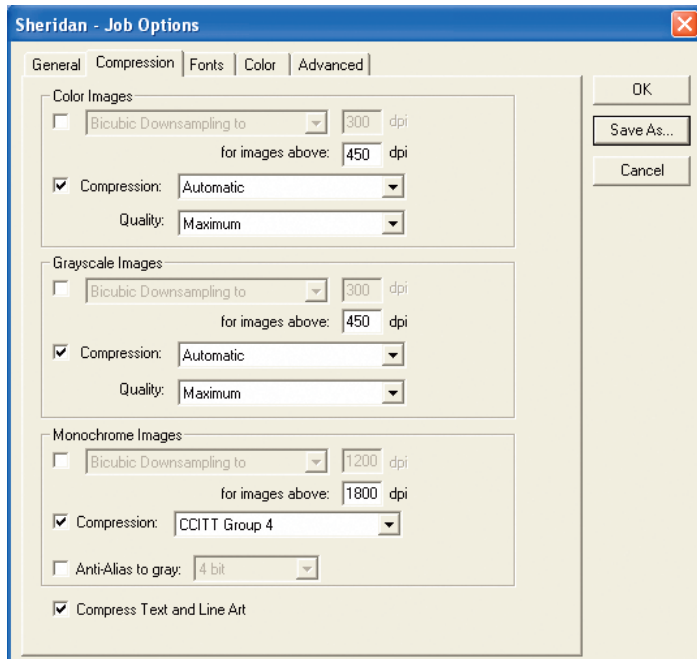 Sheridan - Job Options
General Compression Fonts Color Advanced
OK
Save As...
Cancel
Color Images
Bicubic Downsampling to 300 dpi
for images above: 450 dpi
Compression: Automatic
Quality: Maximum
Grayscale Images
Bicubic Downsampling to 300 dpi
for images above: 450 dpi
Compression: Automatic
Quality: Maximum
Monochrome Images
Bicubic Downsampling to 1200 dpi
for images above: 1800 dpi
Compression: CCITT Group 4
Anti-Alias to gray: 4 bit
Compress Text and Line Art